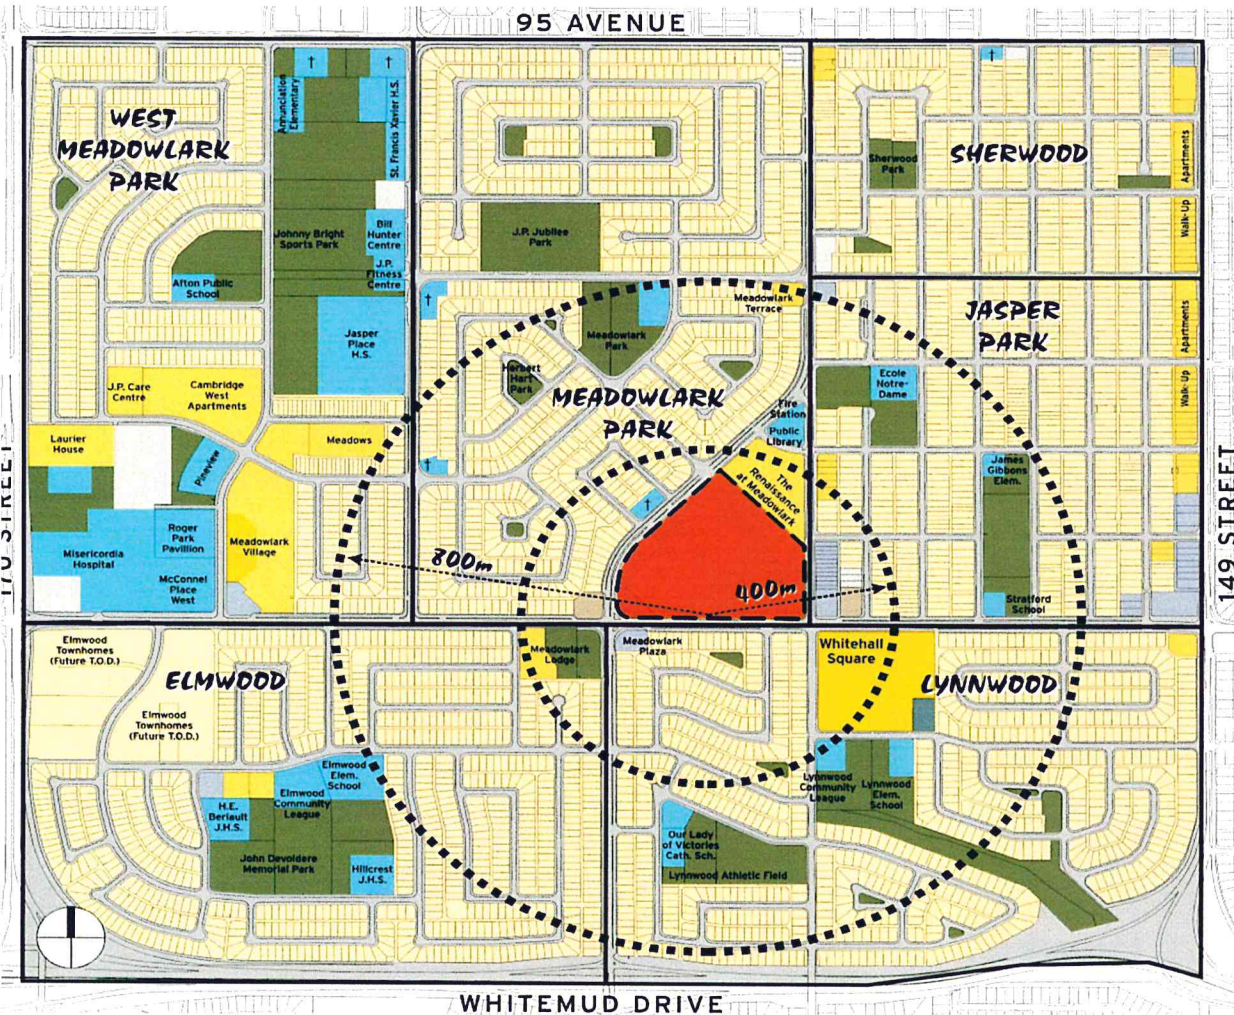 95 AVENUE
WEST
MEADOWLARK
PARK
†
†
Annunciation
Elementary
St. Francis Xavier H.S.
Johnny Bright
Sports Park
Bill
Hunter
Centre
J.P.
Fitness
Centre
Afton Public
School
Jasper
Place
H.S.
J.P. Care
Centre
Cambridge
West
Apartments
Laurier
House
Meadows
Pineview
Roger
Park
Pavillion
Misericordia
Hospital
McConnel
Place
West
Meadowlark
Village
170 STREET
J.P. Jubilee
Park
†
Meadowlark
Terrace
Meadowlark
Park
Herbert
Hart
Park
MEADOWLARK
PARK
Fire
Station
Public
Library
†
†
The
Renaissance
at Meadowlark
800m
400m
†
SHERWOOD
Sherwood
Park
Apartments
Walk-Up
JASPER
PARK
Apartments
Walk-Up
Ecole
Notre-
Dame
James
Gibbons
Elem.
Stratford
School
149 STREET
Elmwood
Townhomes
(Future T.O.D.)
ELMWOOD
Elmwood
Townhomes
(Future T.O.D.)
Meadowlark
Lodge
Elmwood
Elem.
School
Elmwood
Community
League
H.E.
Beriault
J.H.S.
John Devoldere
Memorial Park
Hillcrest
J.H.S.
Meadowlark
Plaza
Whitehall
Square
LYNNWOOD
Lynnwood
Community
League
Lynnwood
Elem.
School
Our Lady
of Victories
Cath. Sch.
Lynnwood Athletic Field
WHITEMUD DRIVE